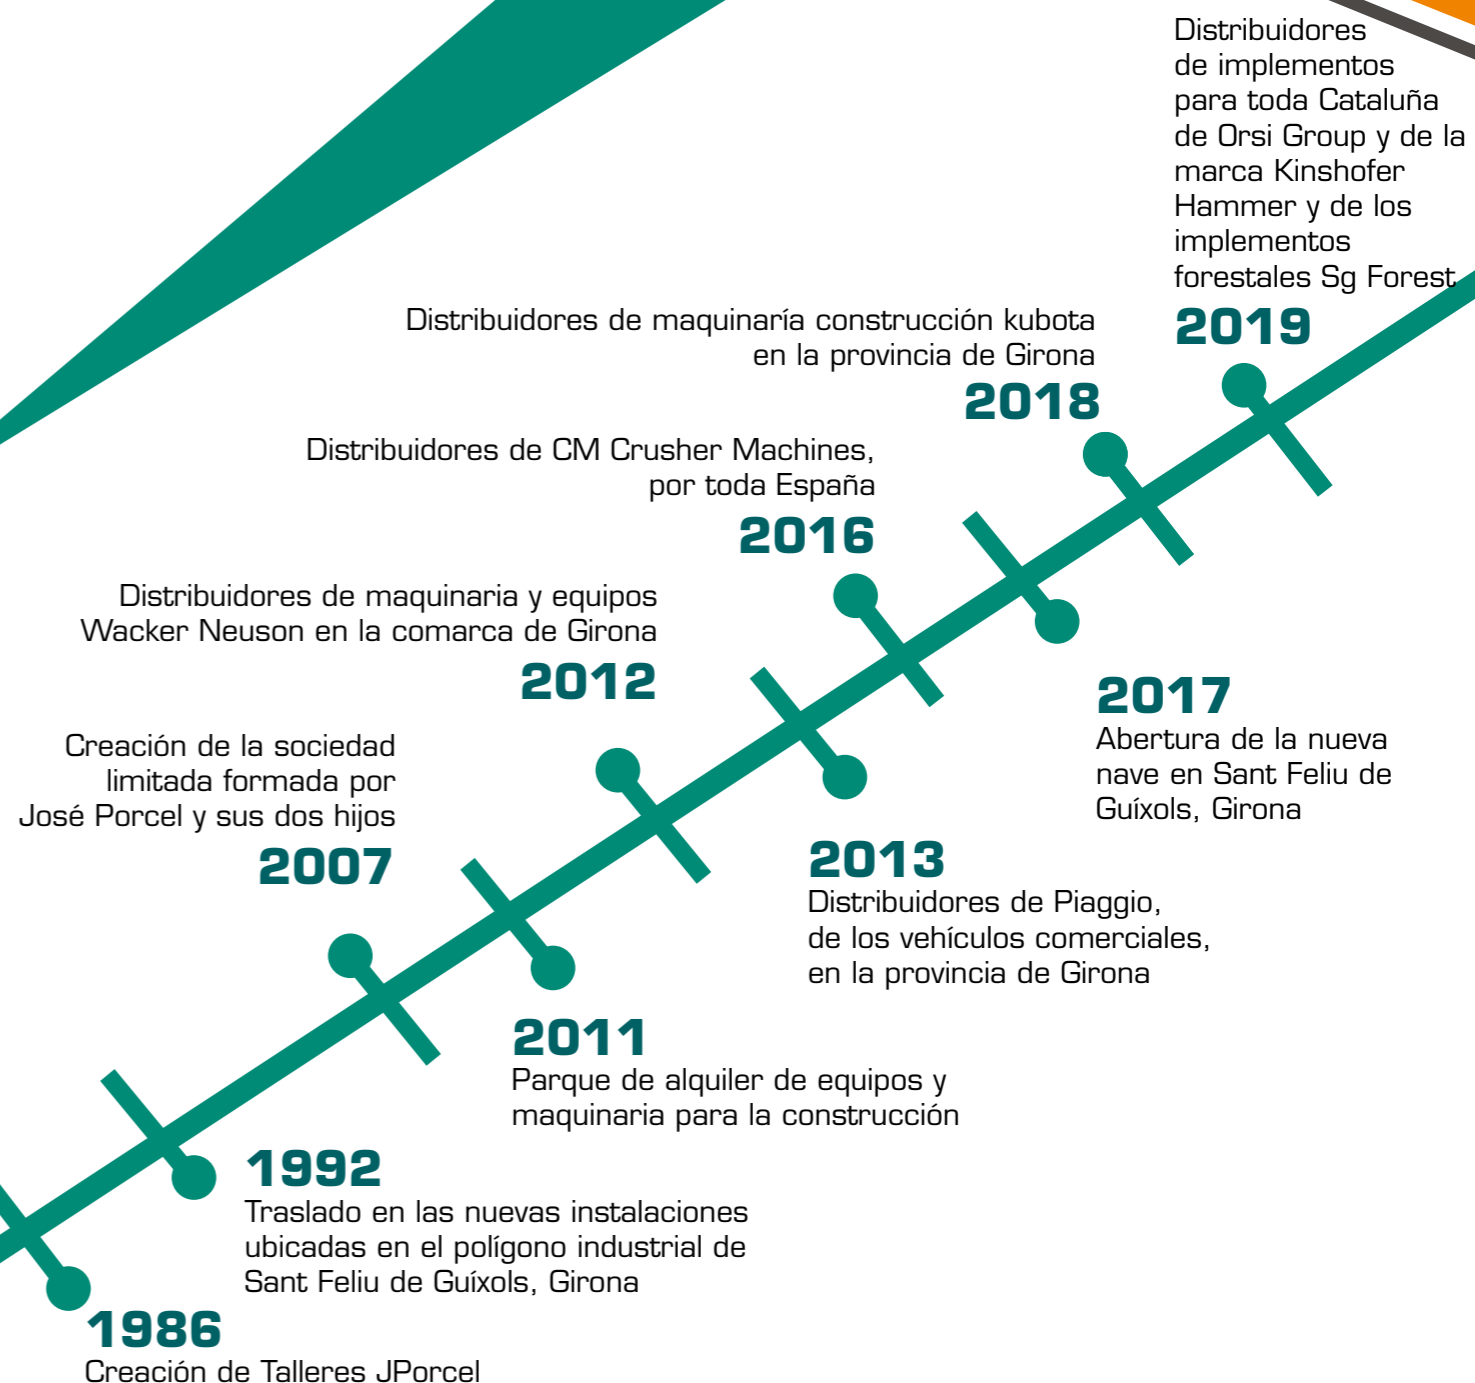 Distribuidores
de implementos
para toda Cataluña
de Orsi Group y de la
marca Kinshofer
Hammer y de los
implementos
forestales Sg Forest
2019
Distribuidores de maquinaría construcción kubota
en la provincia de Girona
2018
Distribuidores de CM Crusher Machines,
por toda España
2016
Distribuidores de maquinaria y equipos
Wacker Neuson en la comarca de Girona
2012
2017
Abertura de la nueva
nave en Sant Feliu de
Guíxols, Girona
Creación de la sociedad
limitada formada por
José Porcel y sus dos hijos
2007
2013
Distribuidores de Piaggio,
de los vehículos comerciales,
en la provincia de Girona
2011
Parque de alquiler de equipos y
maquinaria para la construcción
1992
Traslado en las nuevas instalaciones
ubicadas en el polígono industrial de
Sant Feliu de Guíxols, Girona
1986
Creación de Talleres JPorcel